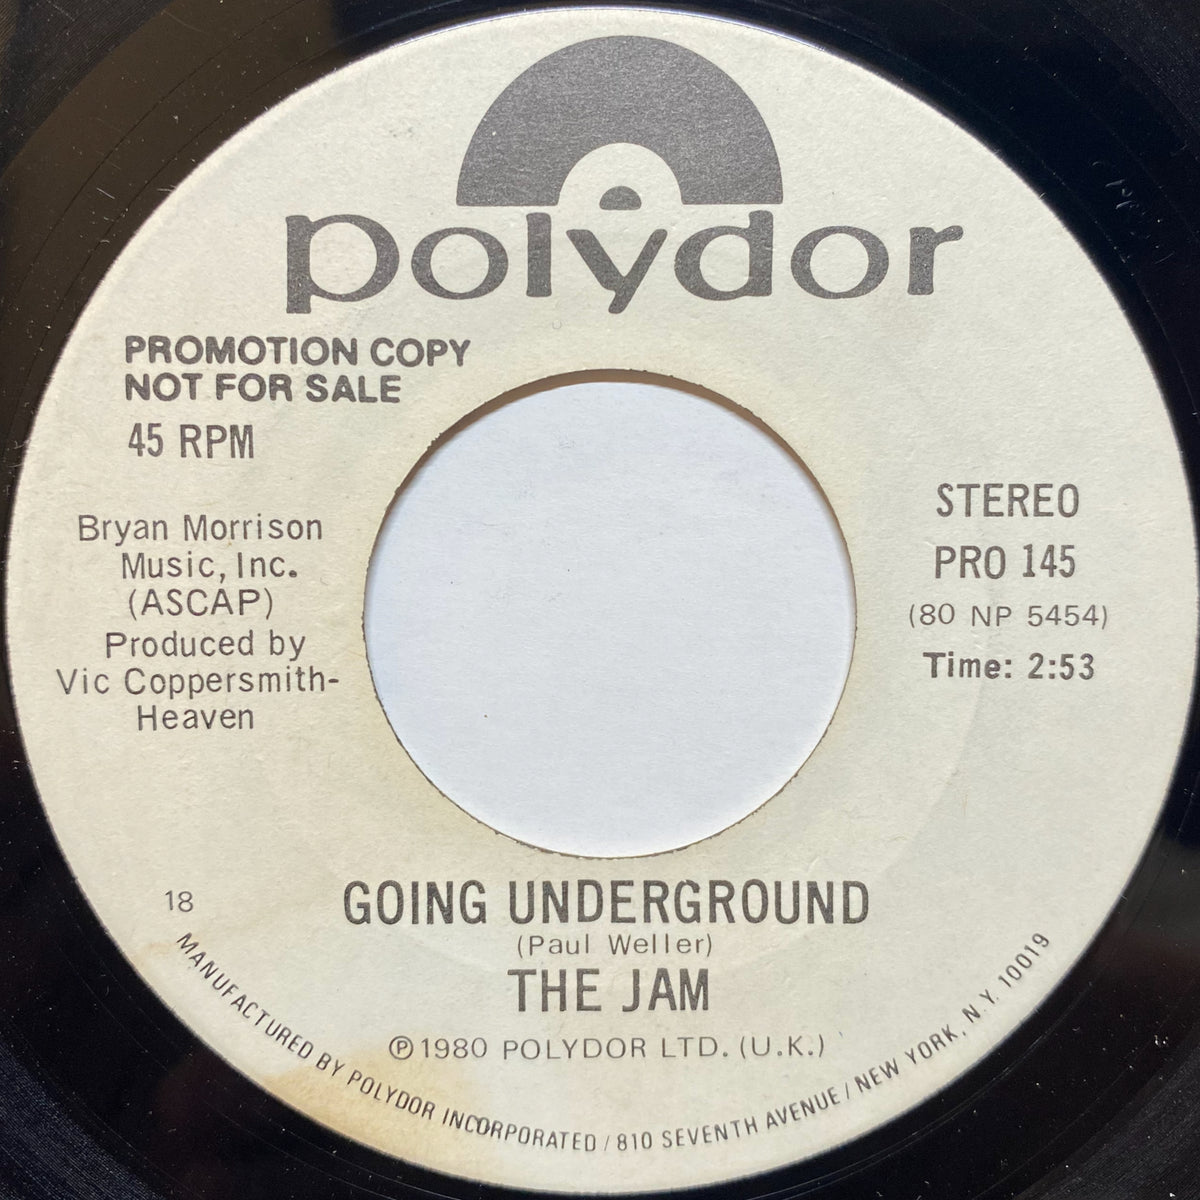 polydor
PROMOTION COPY
NOT FOR SALE
45 RPM
Bryan Morrison
Music, Inc.
(ASCAP)
Produced by
Vic Coppersmith-
Heaven
STEREO
PRO 145
(80 NP 5454)
Time: 2:53
18
GOING UNDERGROUND
(Paul Weller)
THE JAM
℗1980 POLYDOR LTD. (U.K.)
MANUFACTURED BY POLYDOR INCORPORATED / 810 SEVENTH AVENUE / NEW YORK, N.Y. 10019